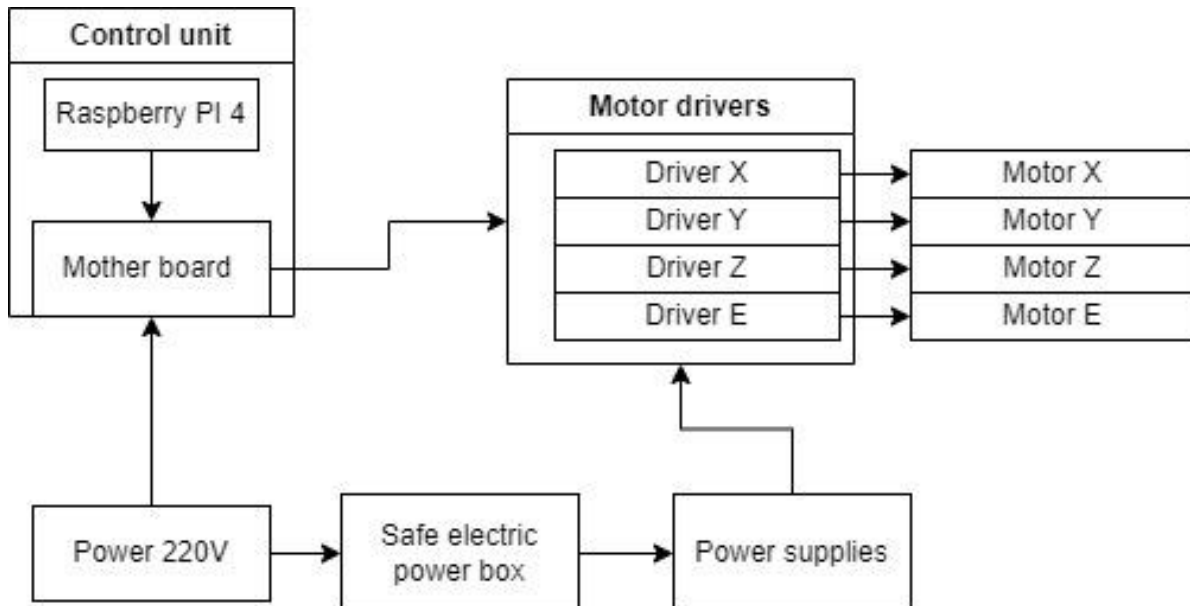 Control unit
Raspberry PI 4
Mother board
Motor drivers
Driver X
Driver Y
Driver Z
Driver E
Motor X
Motor Y
Motor Z
Motor E
Power 220V
Safe electric
power box
Power supplies